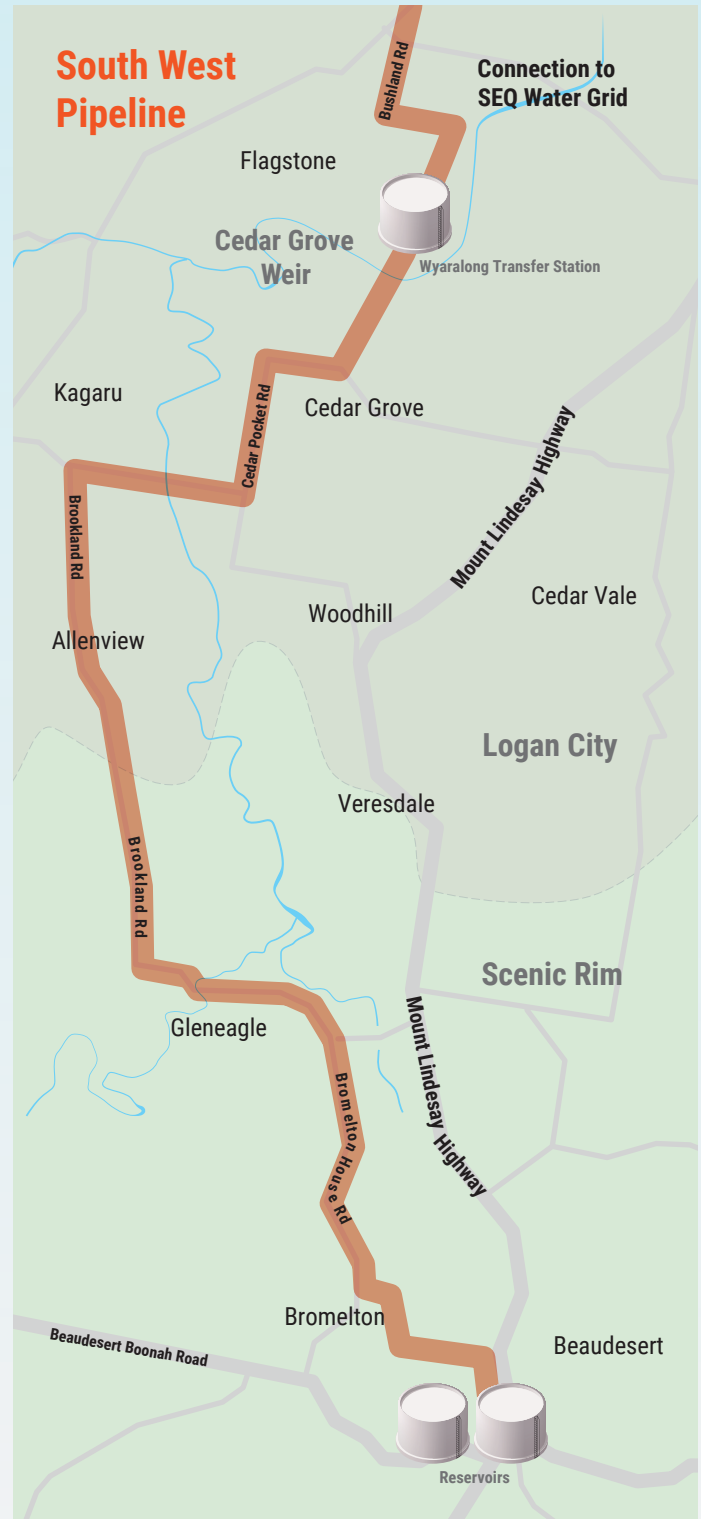 South West
Pipeline
Bushland Rd
Connection to
SEQ Water Grid
Flagstone
Cedar Grove
Weir
Wyaralong Transfer Station
Kagaru
Cedar Pocket Rd
Cedar Grove
Mount Lindesay Highway
Brookland Rd
Cedar Vale
Woodhill
Allenview
Logan City
Veresdale
Brookland Rd
Scenic Rim
Gleneagle
Mount Lindesay Highway
Bromelton House Rd
Bromelton
Beaudesert Boonah Road
Beaudesert
Reservoirs